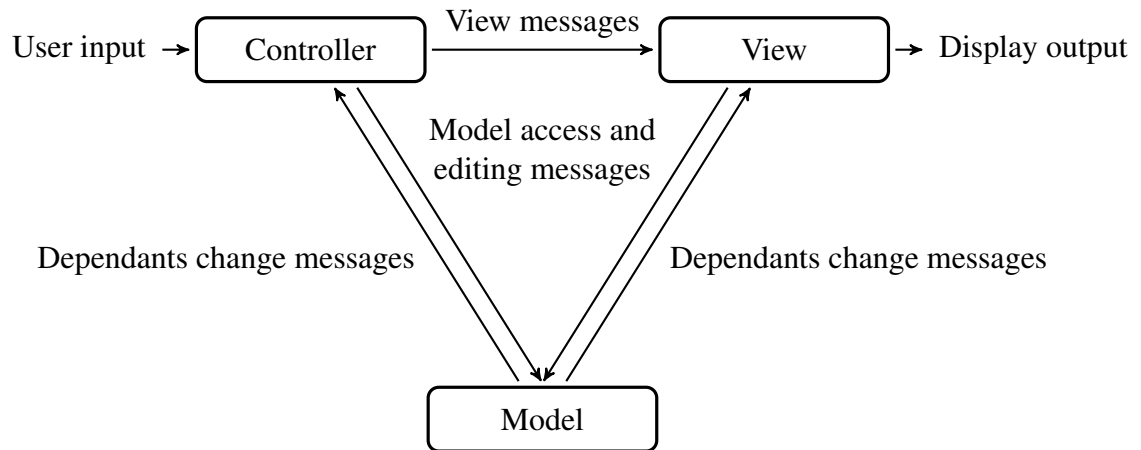 View messages
User input
Controller
View
Display output
Model access and
editing messages
Dependants change messages
Dependants change messages
Model